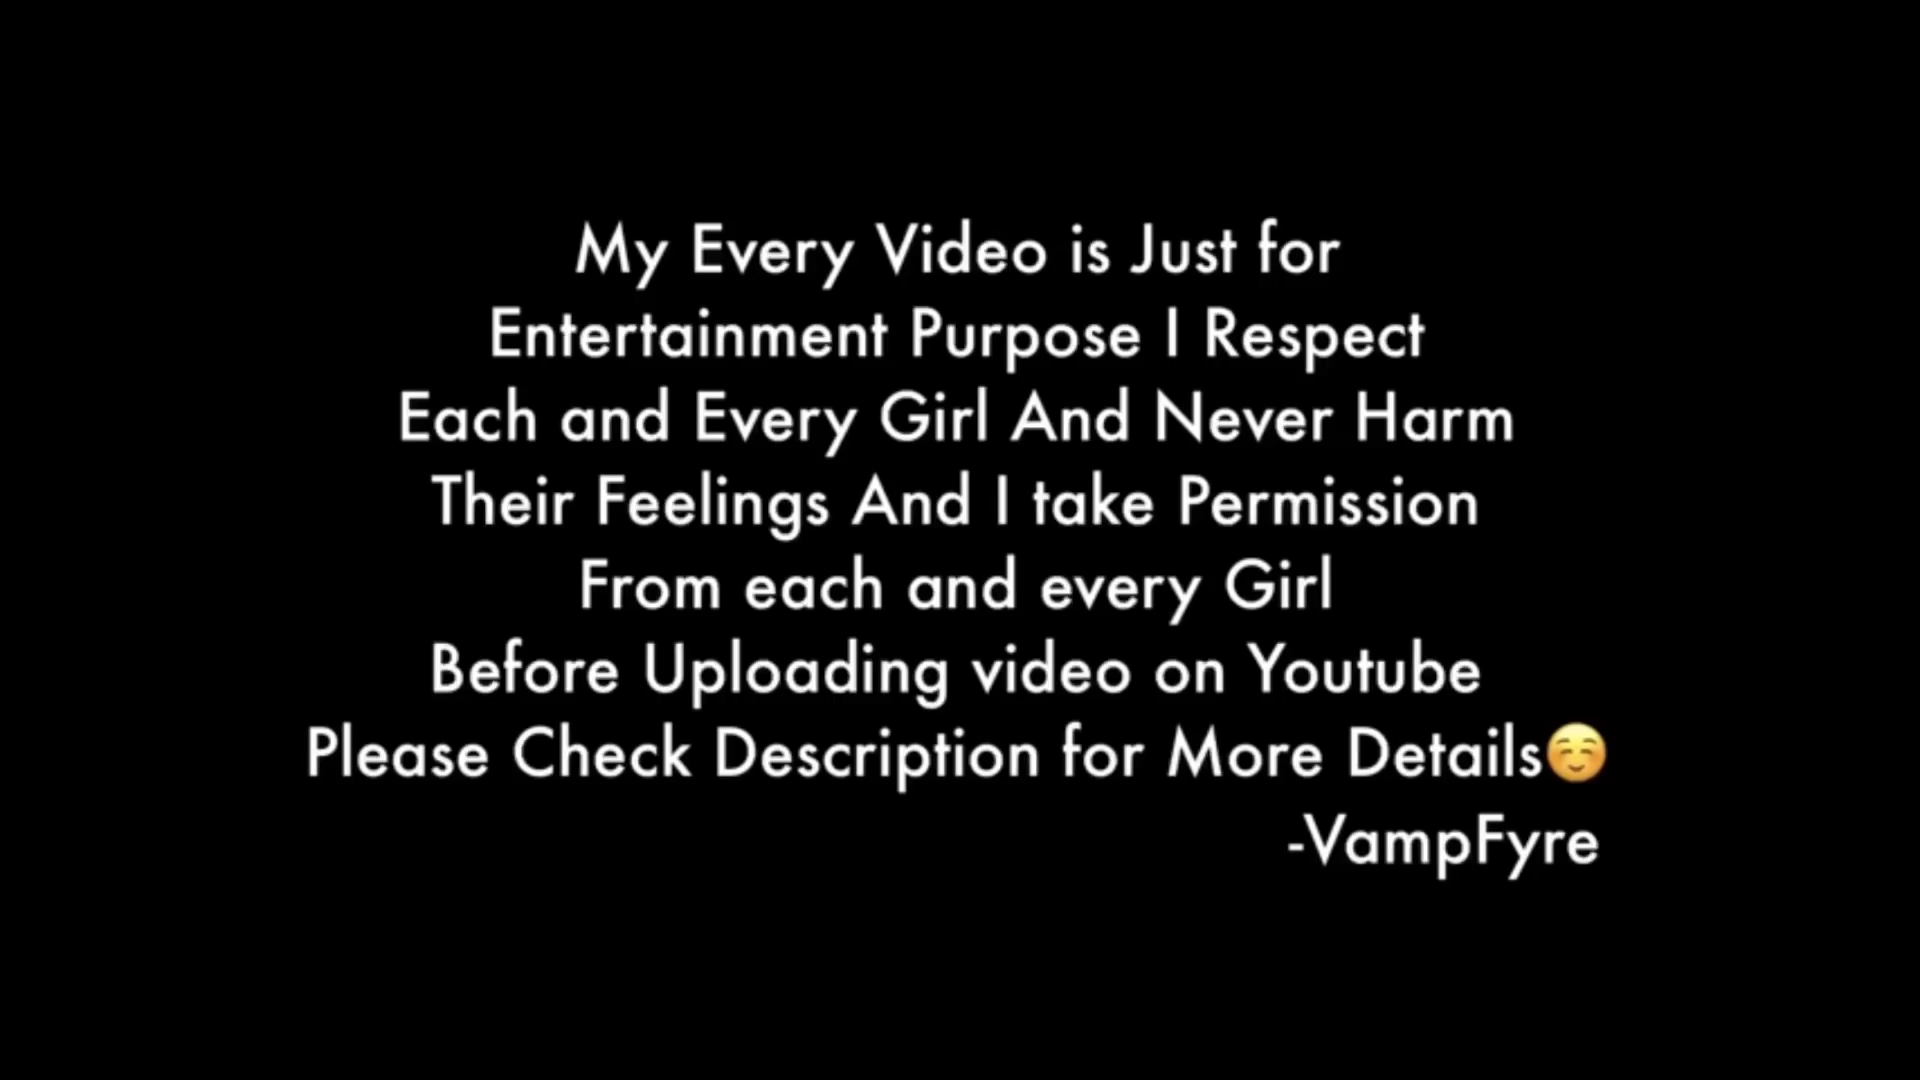 My Every Video is Just for
Entertainment Purpose I Respect
Each and Every Girl And Never Harm
Their Feelings And I take Permission
From each and every Girl
Before Uploading video on Youtube
Please Check Description for More Details☺️
-VampFyre